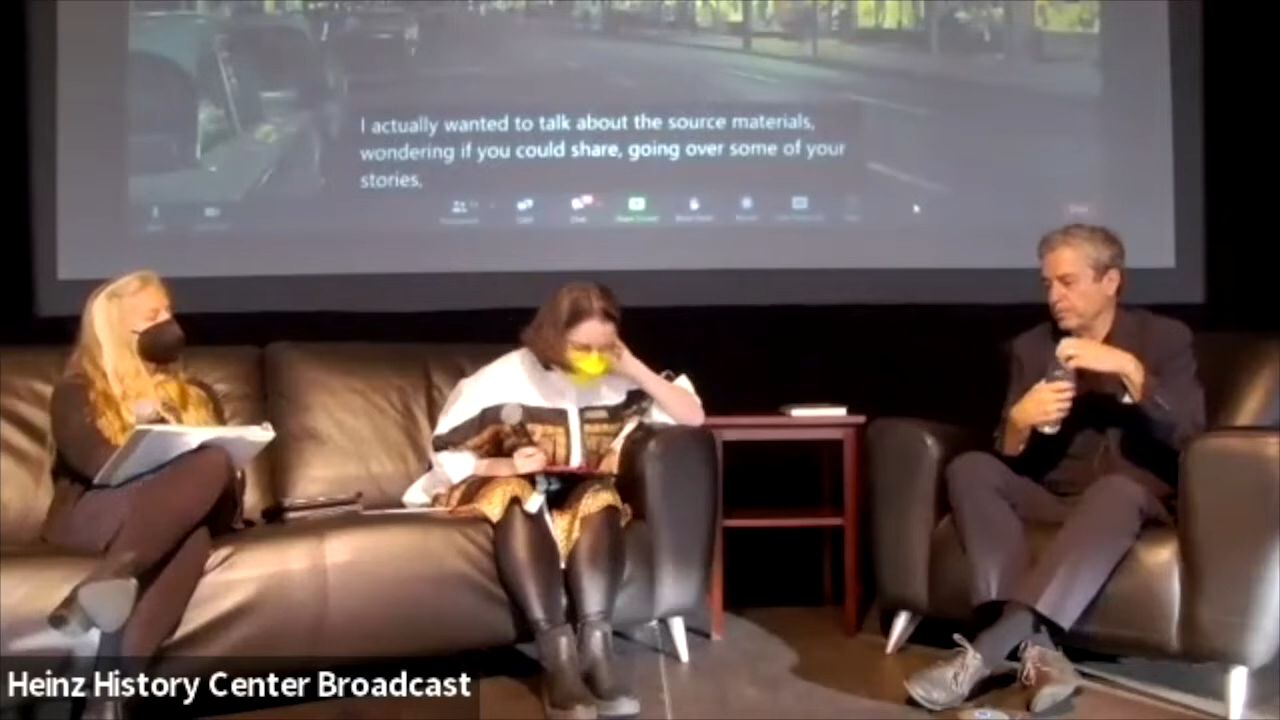 I actually wanted to talk about the source materials,
wondering if you could share, going over some of your
stories,
Heinz History Center Broadcast